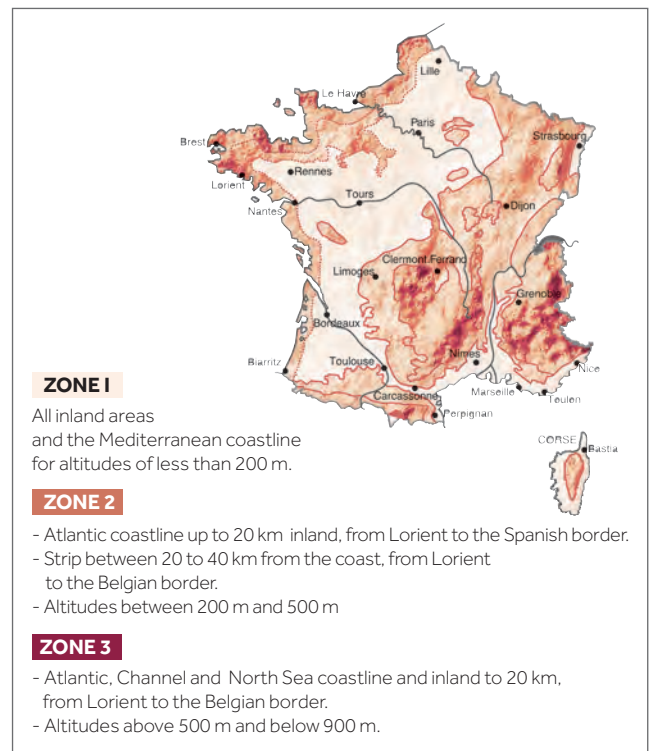 Lille
Le Havre
Paris
Strasbourg
Brest
Rennes
Lorient
Tours
Nantes
Dijon
Clermont Ferrand
Limoges
Grenoble
Bordeaux
Biarritz
Toulouse
Nimes
Nice
Carcassonne
Marseille
Toulon
Perpignan
CORSE
Bastia
ZONE I
All inland areas
and the Mediterranean coastline
for altitudes of less than 200 m.
ZONE 2
- Atlantic coastline up to 20 km inland, from Lorient to the Spanish border.
- Strip between 20 to 40 km from the coast, from Lorient
to the Belgian border.
- Altitudes between 200 m and 500 m
ZONE 3
- Atlantic, Channel and North Sea coastline and inland to 20 km,
from Lorient to the Belgian border.
- Altitudes above 500 m and below 900 m.